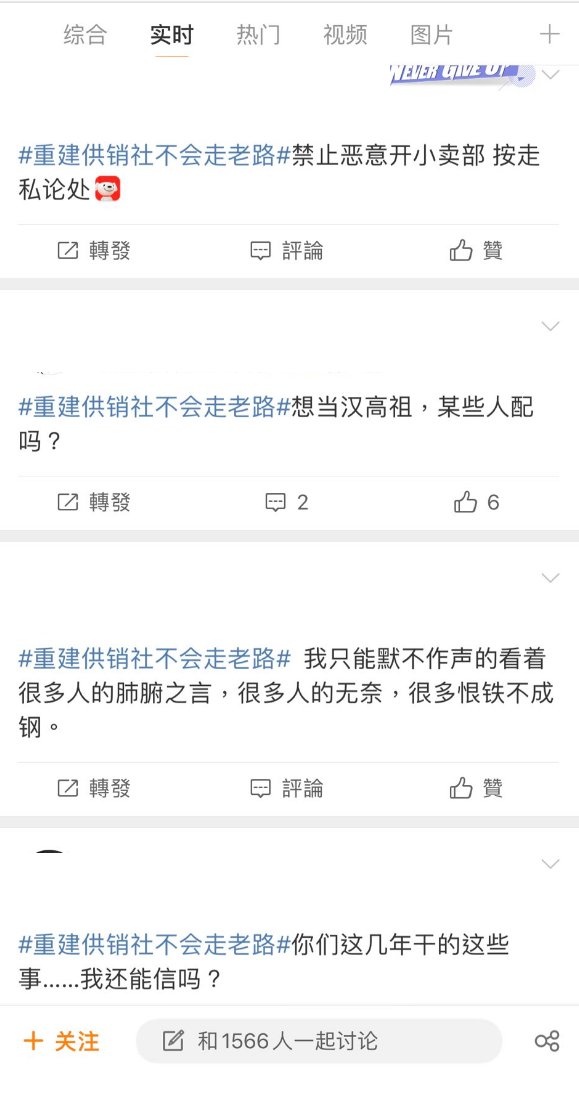 综合 实时 热门 视频 图片
NEVER GIVE UP
#重建供销社不会走老路#禁止恶意开小卖部 按走
私论处
轉發 評論 贊
#重建供销社不会走老路#想当汉高祖，某些人配
吗？
轉發 2 6
#重建供销社不会走老路# 我只能默不作声的看着
很多人的肺腑之言，很多人的无奈，很多恨铁不成
钢。
轉發 評論 贊
#重建供销社不会走老路#你们这几年干的这些
事......我还能信吗？
关注 和1566人一起讨论